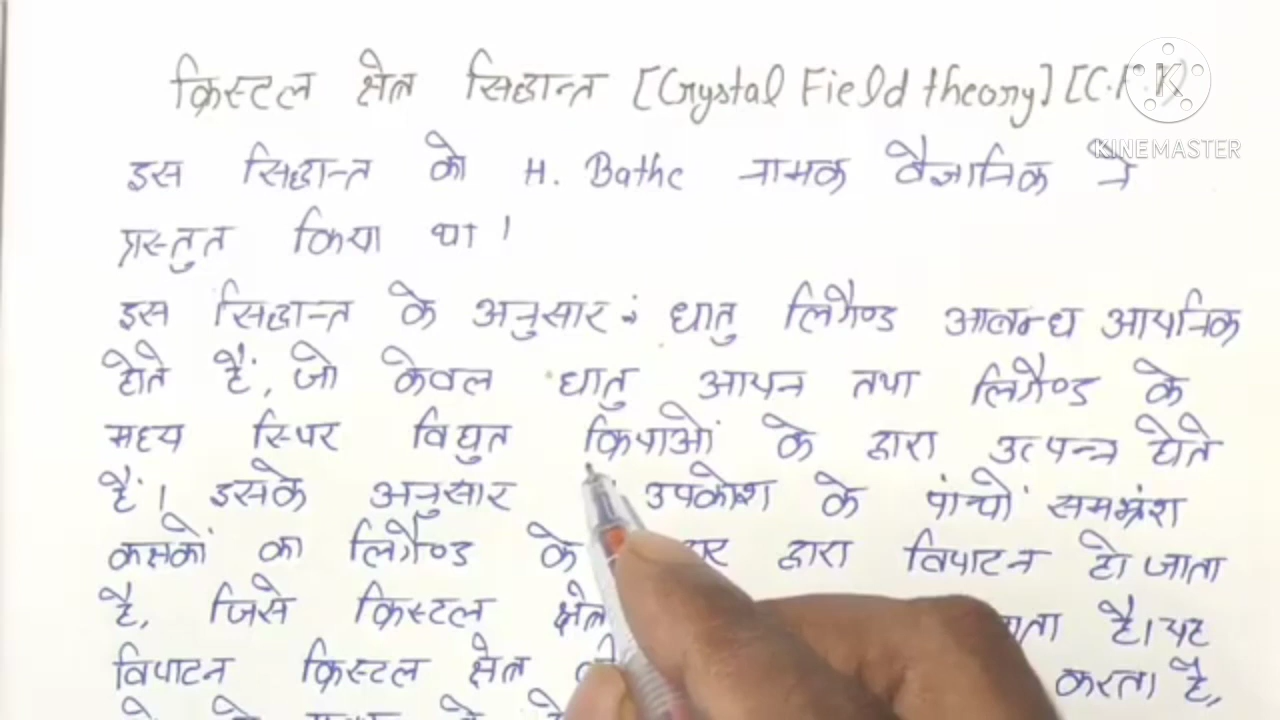 क्रिस्टल क्षेत्र सिद्धान्त [Crystal Field theory] [C.F.
KINEMASTER
इस सिद्धान्त को H. Bathe नामक वैज्ञानिक ने
प्रस्तुत किया था।
इस सिद्धान्त के अनुसार :- धातु लिगैण्ड आबन्ध आयनिक
होते हैं, जो केवल धातु आयन तथा लिगैण्ड के
मध्य स्थिर विद्युत क्रियाओं के द्वारा उत्पन्न होते
हैं। इसके अनुसार उपकोश के पांचों समभ्रंश
कक्षकों का लिगैण्ड के द्वारा विपाटन हो जाता
है, जिसे क्रिस्टल क्षेत्र है। यह
विपाटन क्रिस्टल क्षेत्र करता है,